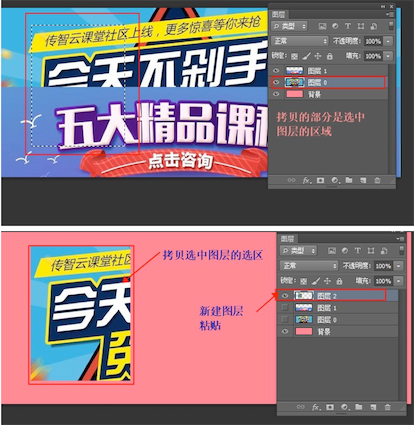 传智云课堂社区上线，更多惊喜等你来抢
今天不剁手
五大精品课程
点击咨询
图层
类型
正常
不透明度: 100%
锁定:
填充: 100%
图层 1
图层 0
背景
拷贝的部分是选中
图层的区域
fx
传智云课堂社区
今天
拷贝选中图层的选区
新建图层
粘贴
图层
类型
正常
不透明度: 100%
锁定:
填充: 100%
图层 2
图层 1
图层 0
背景
fx